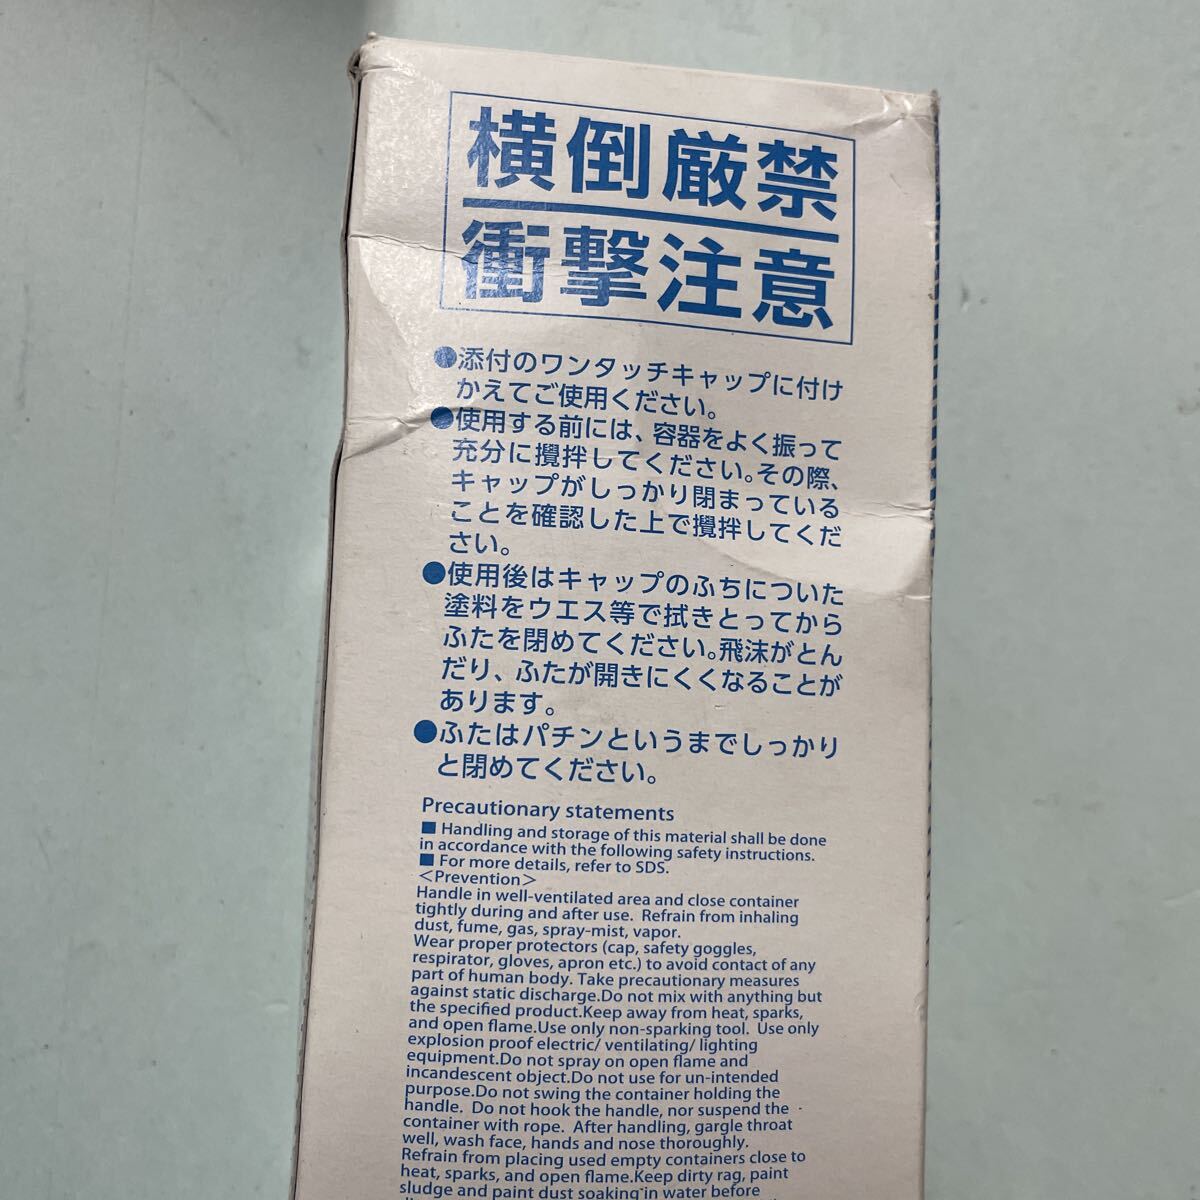 横倒厳禁
衝撃注意
●添付のワンタッチキャップに付け
かえてご使用ください。
●使用する前には、容器をよく振って
充分に攪拌してください。その際、
キャップがしっかり閉まっている
ことを確認した上で攪拌してくだ
さい。
●使用後はキャップのふちについた
塗料をウエス等で拭きとってから
ふたを閉めてください。飛沫がとん
だり、ふたが開きにくくなることが
あります。
●ふたはパチンというまでしっかり
と閉めてください。
Precautionary statements
■ Handling and storage of this material shall be done
in accordance with the following safety instructions.
■ For more details, refer to SDS.
<Prevention>
Handle in well-ventilated area and close container
tightly during and after use. Refrain from inhaling
dust, fume, gas, spray-mist, vapor.
Wear proper protectors (cap, safety goggles,
respirator, gloves, apron etc.) to avoid contact of any
part of human body. Take precautionary measures
against static discharge.Do not mix with anything but
the specified product.Keep away from heat, sparks,
and open flame.Use only non-sparking tool. Use only
explosion proof electric/ ventilating/ lighting
equipment.Do not spray on open flame and
incandescent object.Do not use for un-intended
purpose.Do not swing the container holding the
handle. Do not hook the handle, nor suspend the
container with rope. After handling, gargle throat
well, wash face, hands and nose thoroughly.
Refrain from placing used empty containers close to
heat, sparks, and open flame.Keep dirty rag, paint
sludge and paint dust soaking in water before